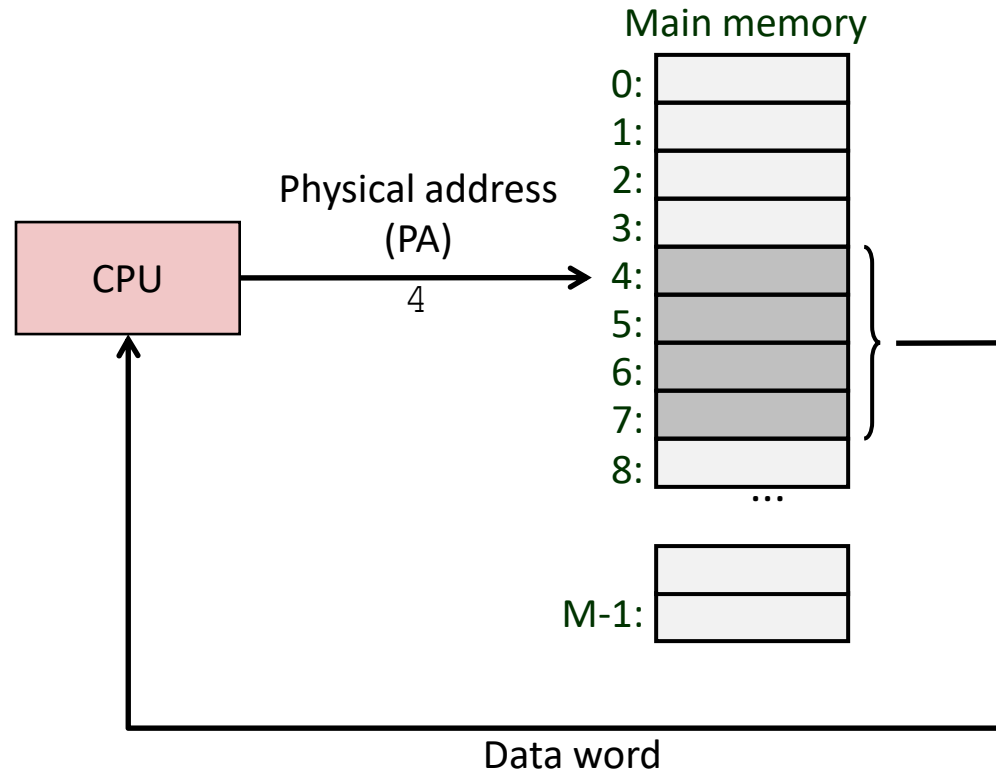 Main memory
0:
1:
2:
Physical address
(PA)
3:
CPU
4
4:
5:
6:
7:
8:
...
M-1:
Data word